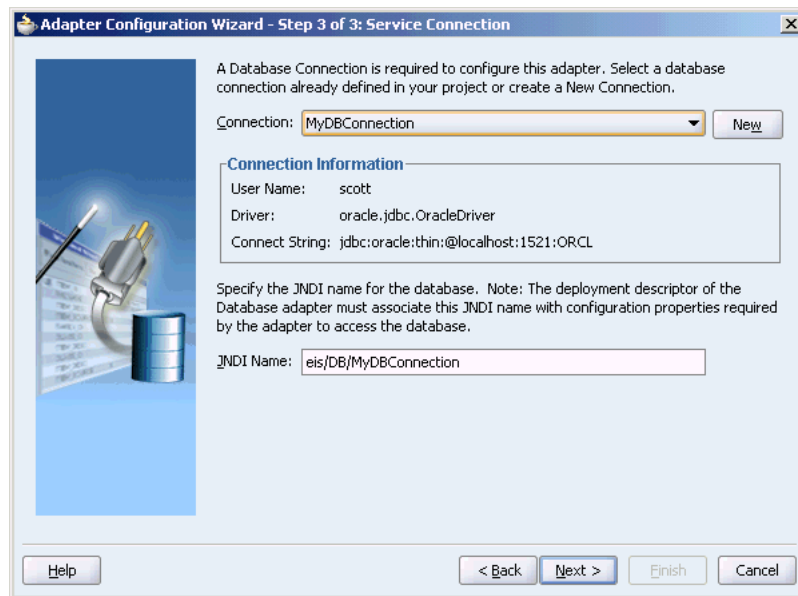 Adapter Configuration Wizard - Step 3 of 3: Service Connection
A Database Connection is required to configure this adapter. Select a database
connection already defined in your project or create a New Connection.
Connection: MyDBConnection New
Connection Information
User Name: scott
Driver: oracle.jdbc.OracleDriver
Connect String: jdbc:oracle:thin:@localhost:1521:ORCL
Specify the JNDI name for the database. Note: The deployment descriptor of the
Database adapter must associate this JNDI name with configuration properties required
by the adapter to access the database.
JNDI Name: eis/DB/MyDBConnection
Help < Back Next > Finish Cancel